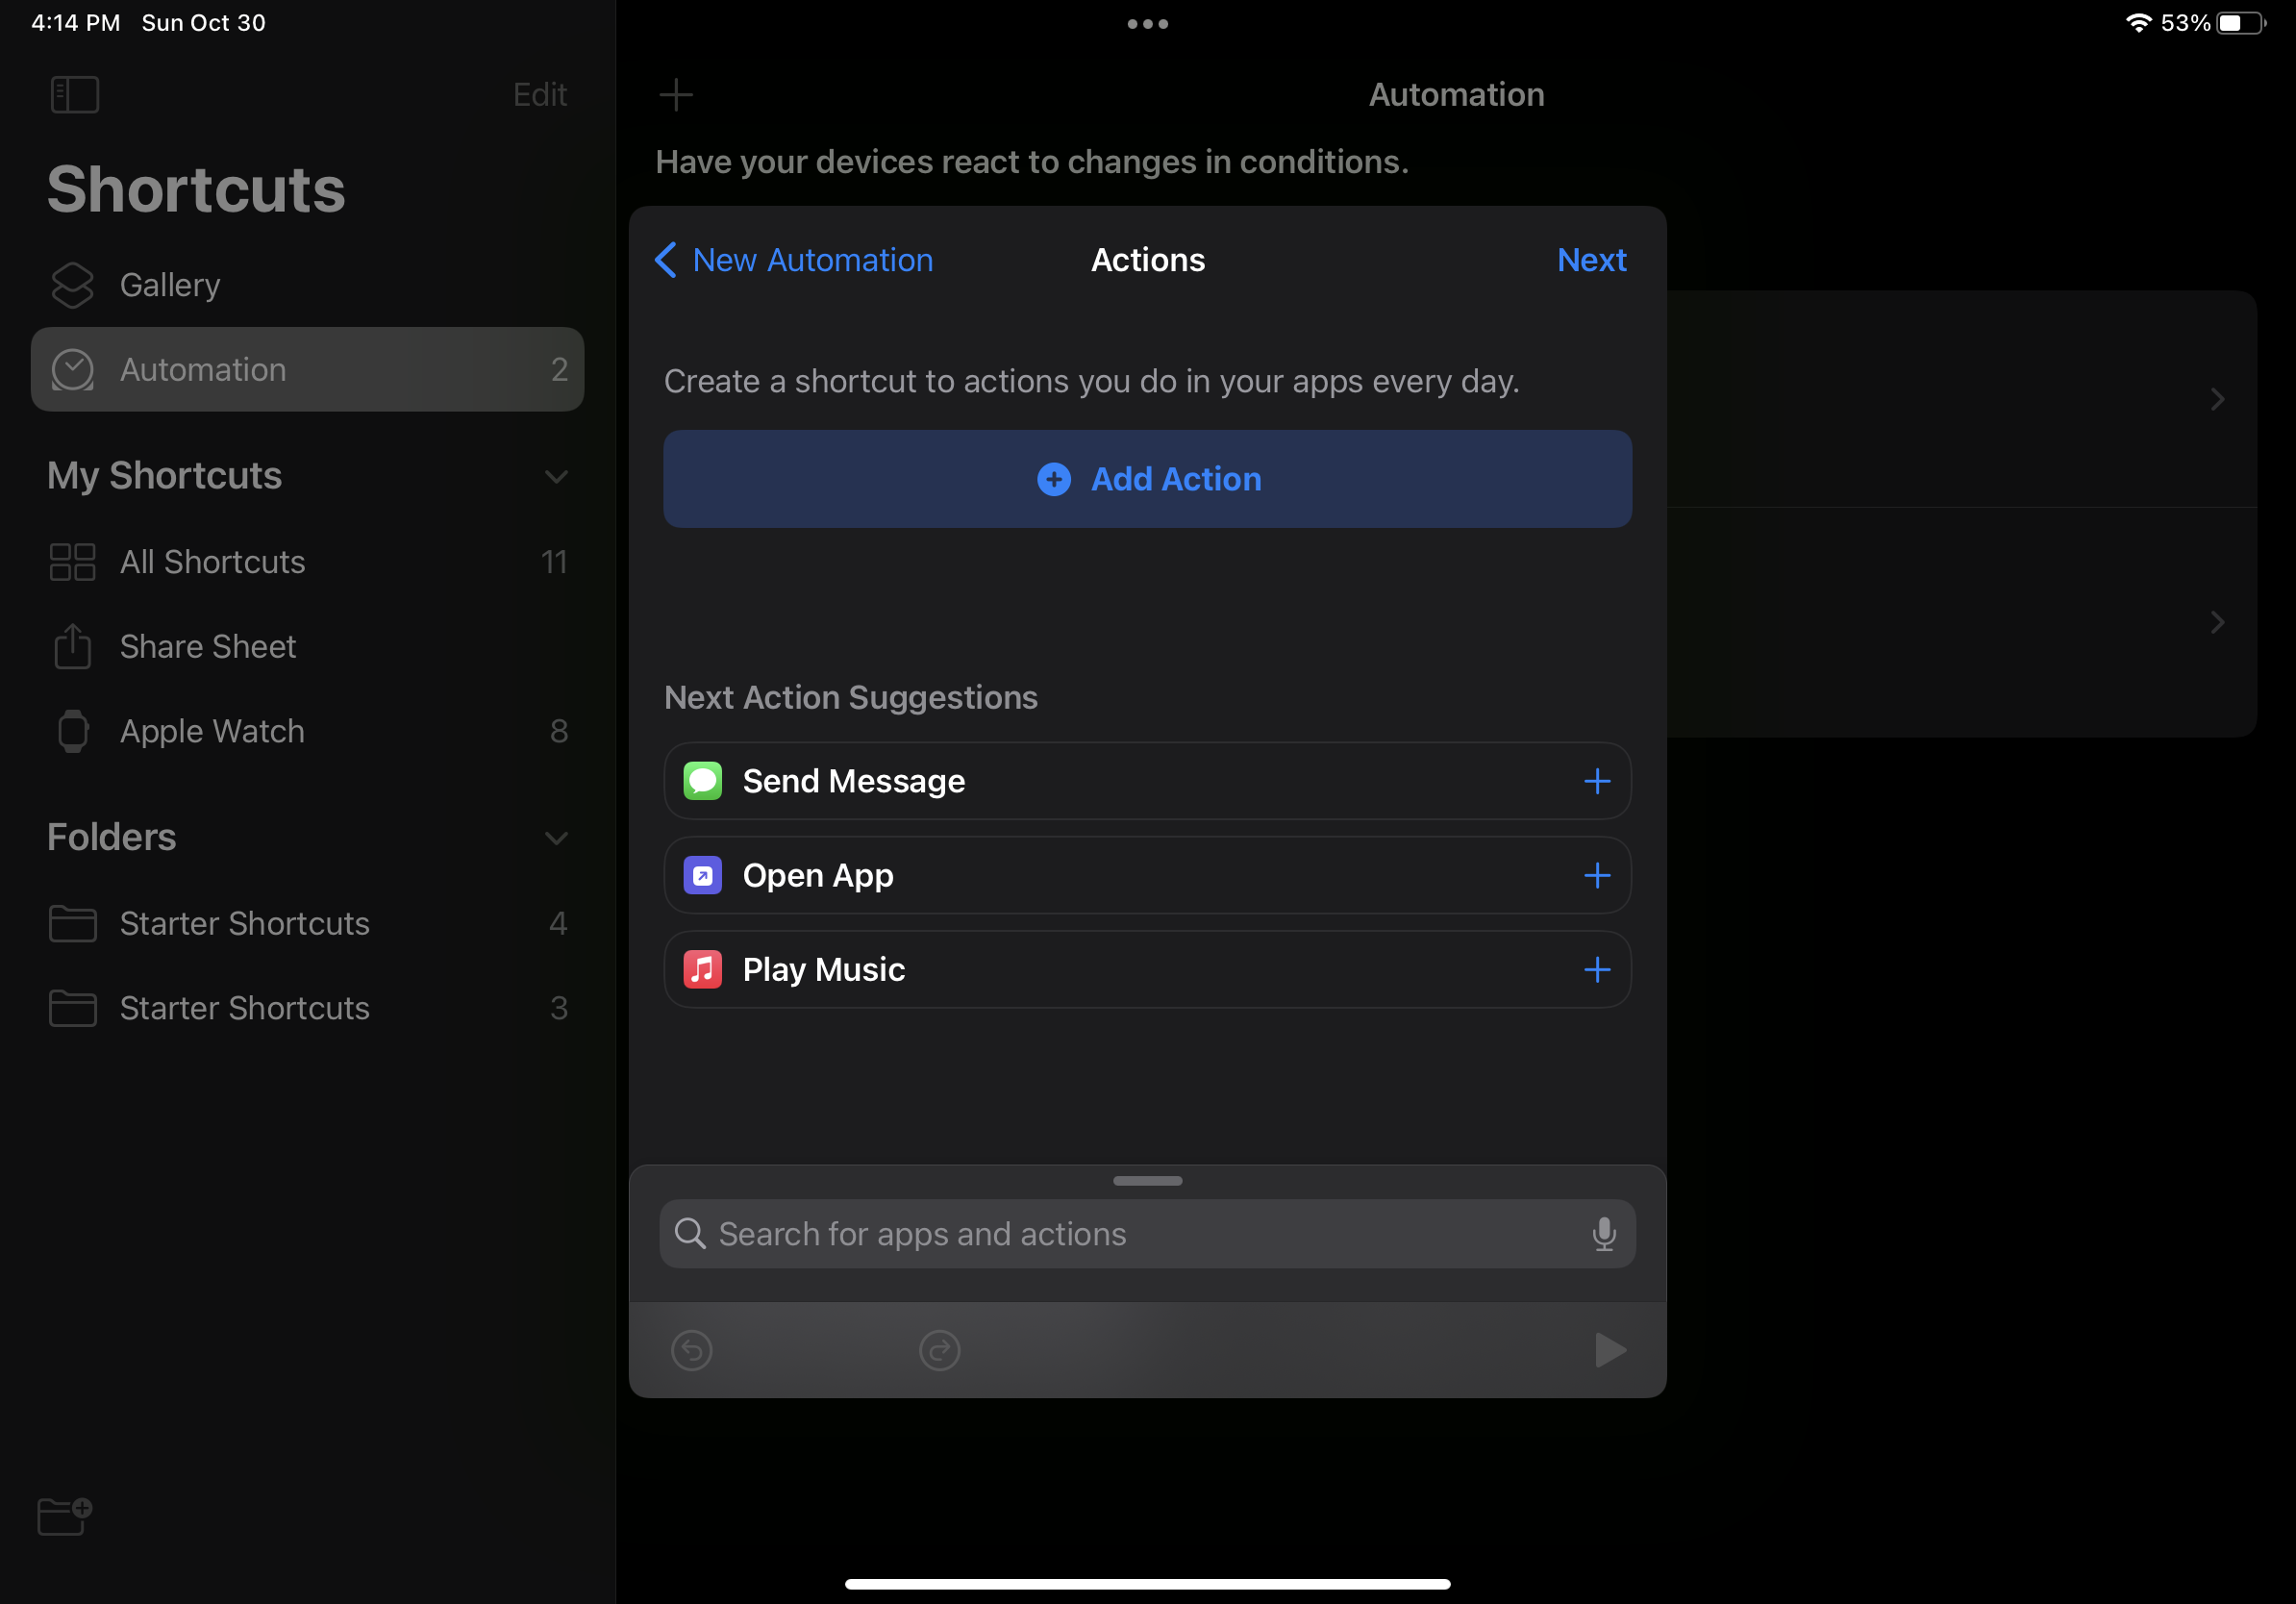 4:14 PM Sun Oct 30
53%
Edit
Shortcuts
Gallery
Automation 2
My Shortcuts
All Shortcuts 11
Share Sheet
Apple Watch 8
Folders
Starter Shortcuts 4
Starter Shortcuts 3
Automation
Have your devices react to changes in conditions.
New Automation Actions Next
Create a shortcut to actions you do in your apps every day.
Add Action
Next Action Suggestions
Send Message
Open App
Play Music
Search for apps and actions